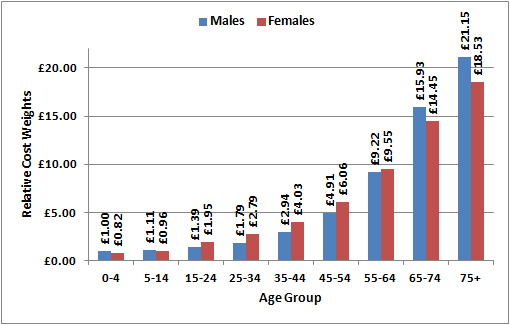 Males Females
£20.00
£15.00
£10.00
£5.00
£0.00
Relative Cost Weights
£1.00 £0.82 £1.11 £0.96 £1.39 £1.95 £1.79 £2.79 £2.94 £4.03 £4.91 £6.06 £9.22 £9.55 £15.93 £14.45 £21.15 £18.53
0-4 5-14 15-24 25-34 35-44 45-54 55-64 65-74 75+
Age Group